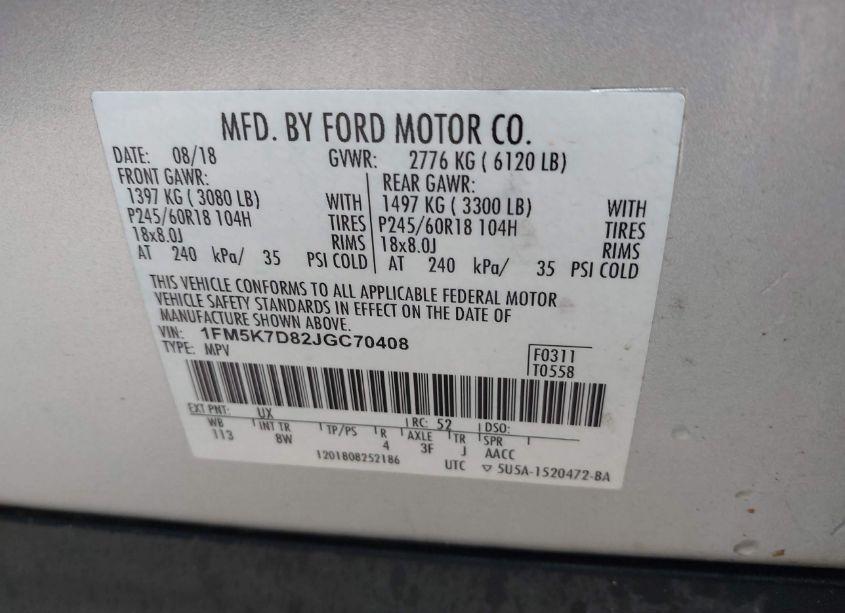 MFD. BY FORD MOTOR CO.
DATE: 08/18 GVWR: 2776 KG ( 6120 LB)
FRONT GAWR: REAR GAWR:
1397 KG ( 3080 LB) WITH 1497 KG ( 3300 LB) WITH
P245/60R18 104H TIRES P245/60R18 104H TIRES
18x8.0J RIMS 18x8.0J RIMS
AT 240 kPa/ 35 PSI COLD AT 240 kPa/ 35 PSI COLD
THIS VEHICLE CONFORMS TO ALL APPLICABLE FEDERAL MOTOR
VEHICLE SAFETY STANDARDS IN EFFECT ON THE DATE OF
MANUFACTURE SHOWN ABOVE.
VIN: 1FM5K7D82JGC70408
TYPE: MPV F0311
T0558
EXT PNT: UX RC: 52 DSO:
WB INT TR TP/PS R AXLE TR SPR
113 8W 4 3F J AACC
1201808252186 UTC ▽ 5U5A-1520472-BA